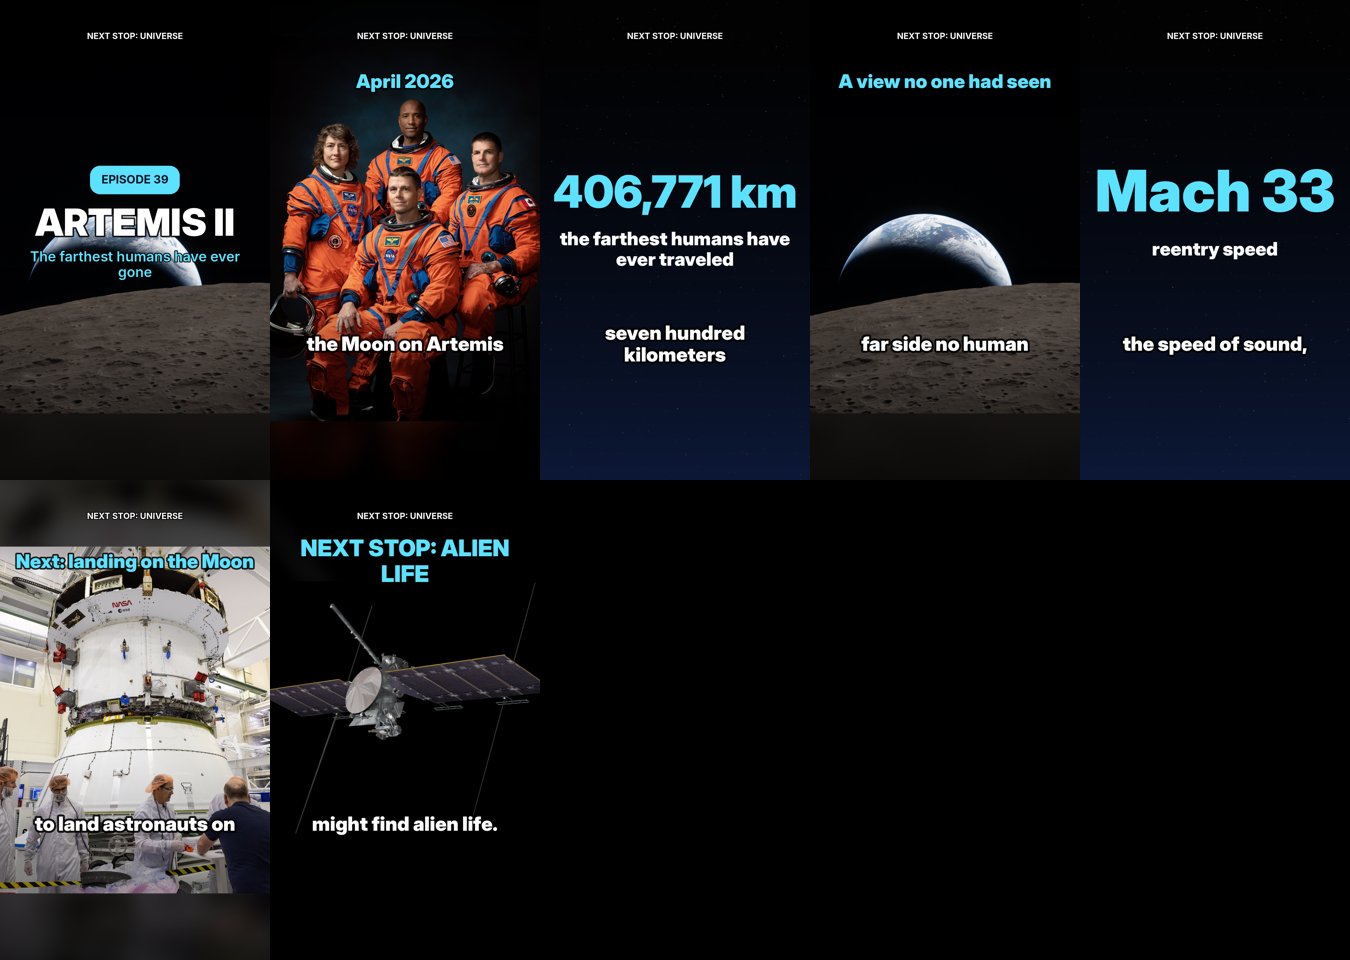 NEXT STOP: UNIVERSE
EPISODE 39
ARTEMIS II
The farthest humans have ever
gone
NEXT STOP: UNIVERSE
April 2026
the Moon on Artemis
NEXT STOP: UNIVERSE
406,771 km
the farthest humans have
ever traveled
seven hundred
kilometers
NEXT STOP: UNIVERSE
A view no one had seen
far side no human
NEXT STOP: UNIVERSE
Mach 33
reentry speed
the speed of sound,
NEXT STOP: UNIVERSE
Next: landing on the Moon
NASA
to land astronauts on
NEXT STOP: UNIVERSE
NEXT STOP: ALIEN
LIFE
might find alien life.